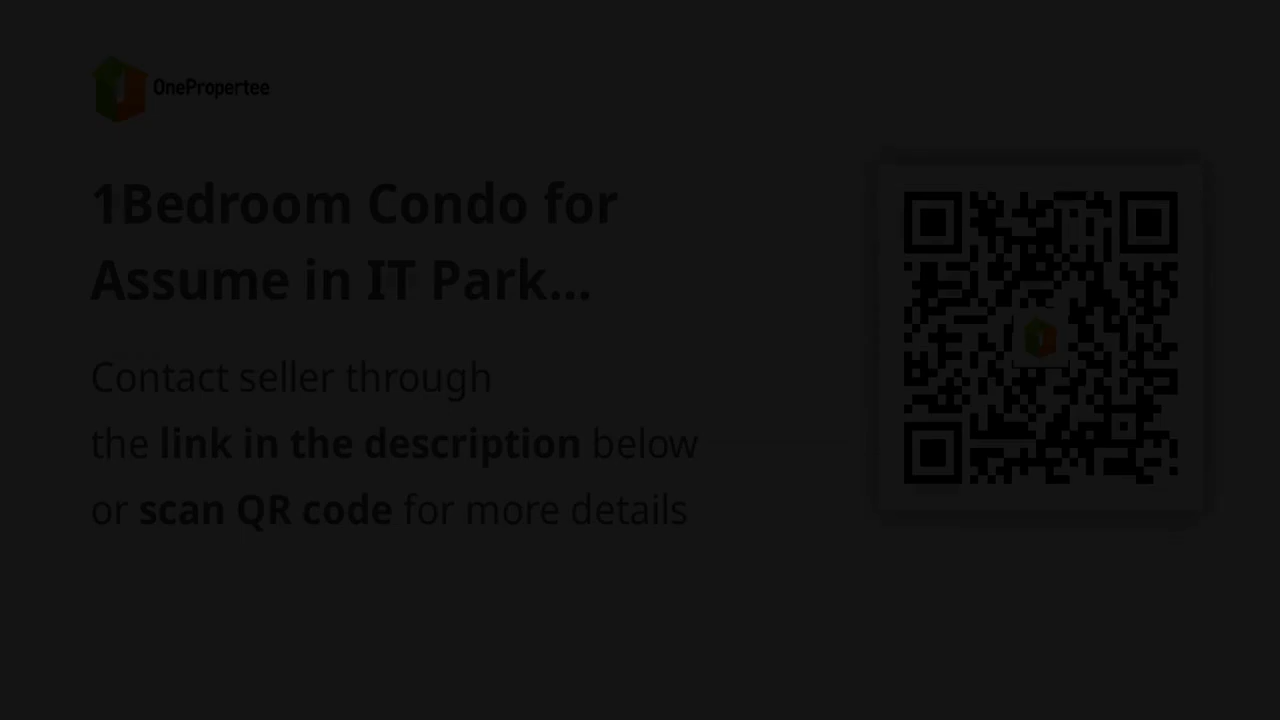 OnePropertee
1Bedroom Condo for
Assume in IT Park...
Contact seller through
the link in the description below
or scan QR code for more details